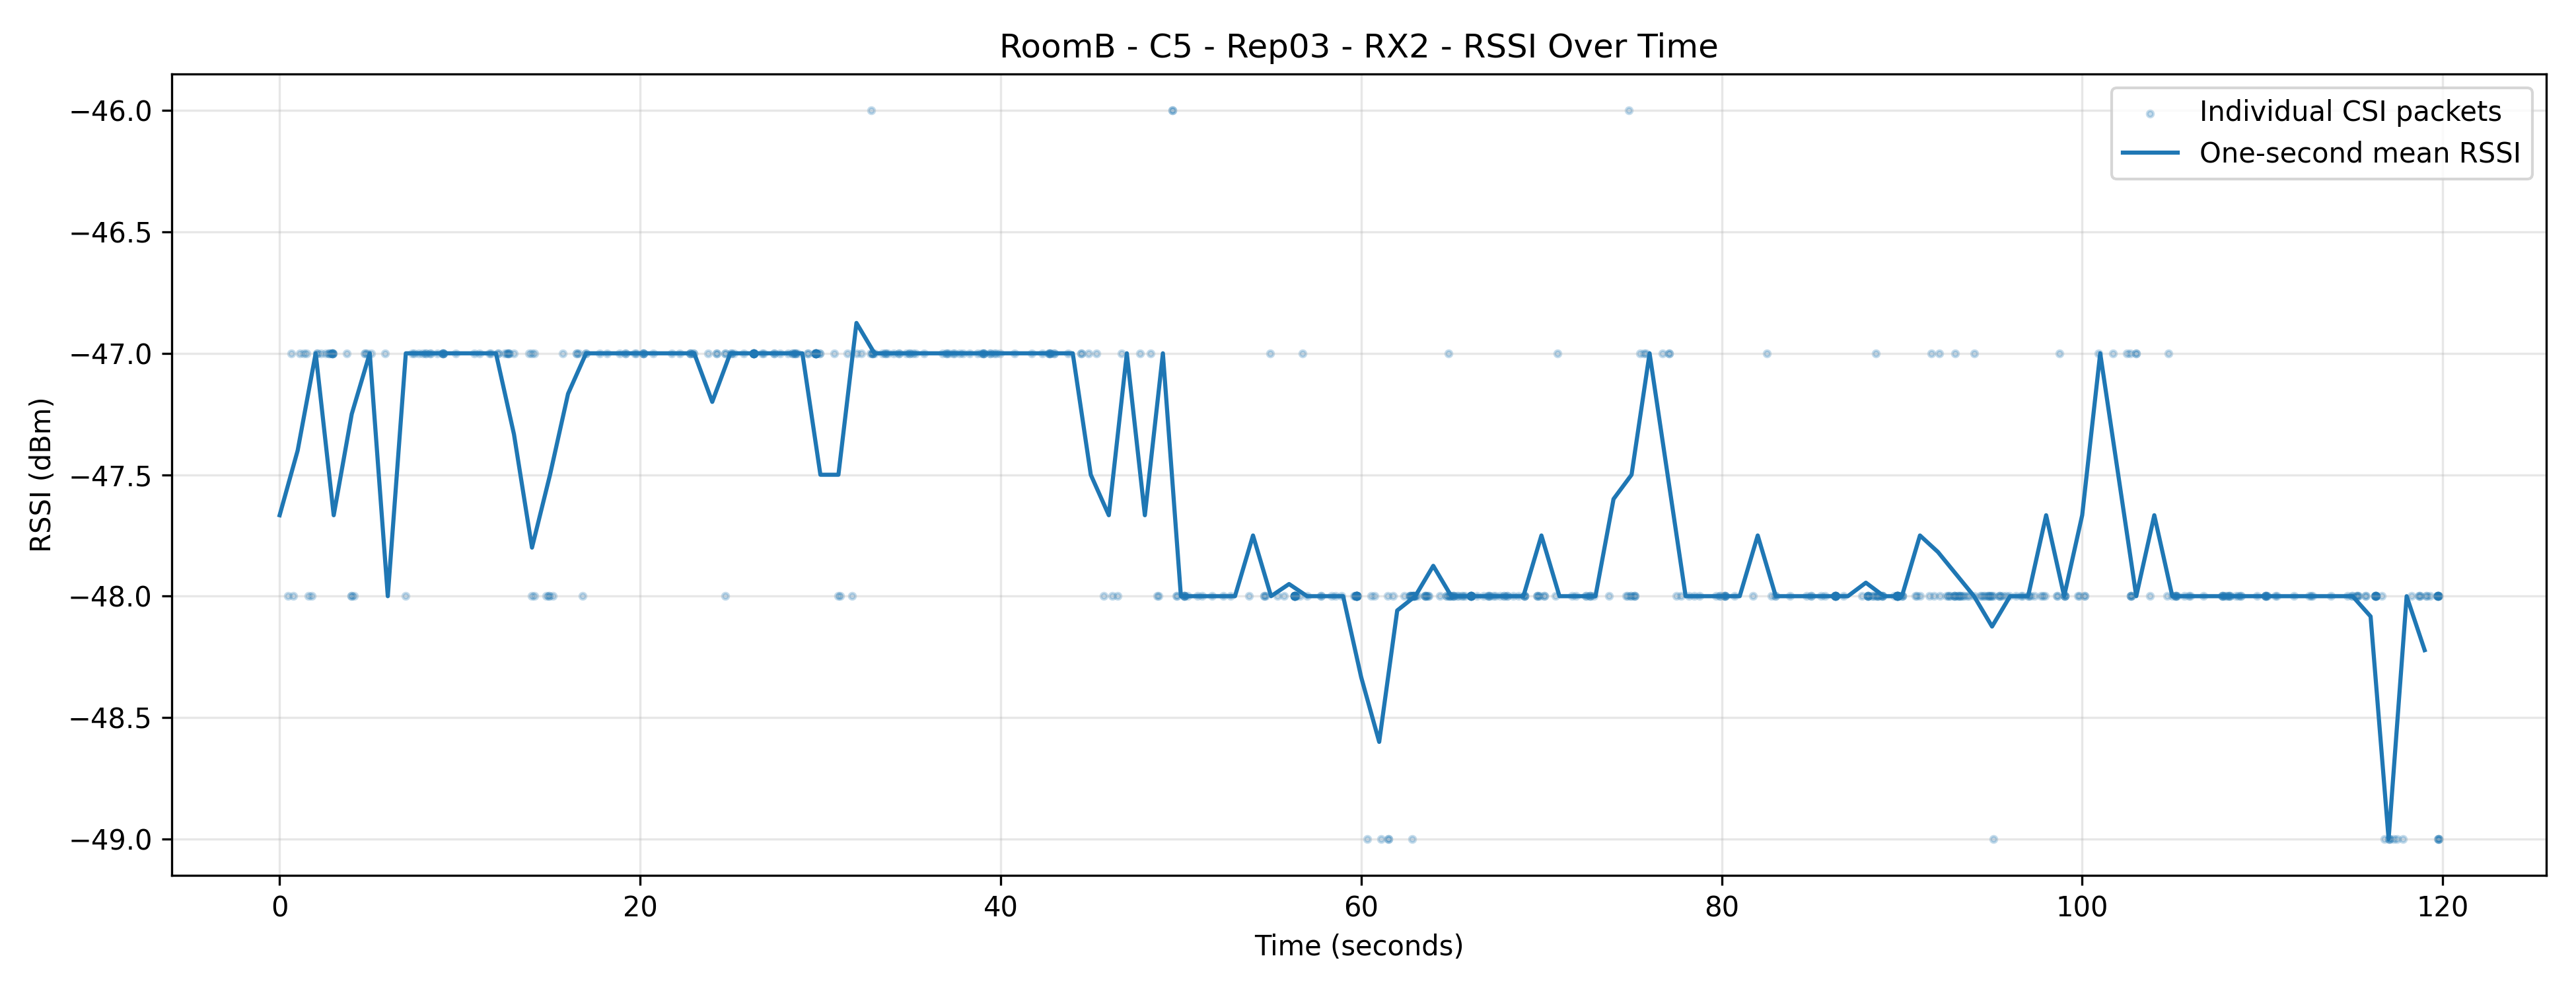 RoomB - C5 - Rep03 - RX2 - RSSI Over Time
Individual CSI packets
One-second mean RSSI
RSSI (dBm)
−46.0
−46.5
−47.0
−47.5
−48.0
−48.5
−49.0
0 20 40 60 80 100 120
Time (seconds)